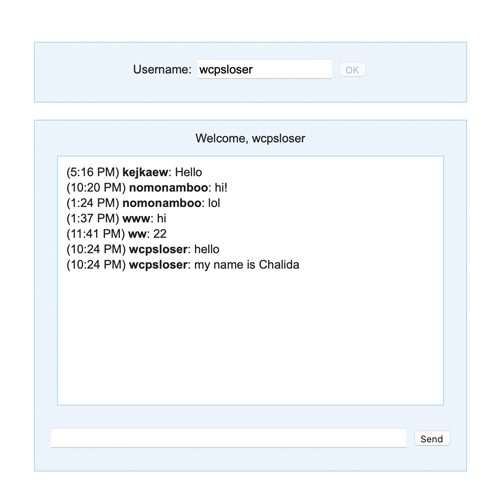 Username: wcpsloser OK
Welcome, wcpsloser
(5:16 PM) kejkaew: Hello
(10:20 PM) nomonamboo: hi!
(1:24 PM) nomonamboo: lol
(1:37 PM) www: hi
(11:41 PM) ww: 22
(10:24 PM) wcpsloser: hello
(10:24 PM) wcpsloser: my name is Chalida
Send